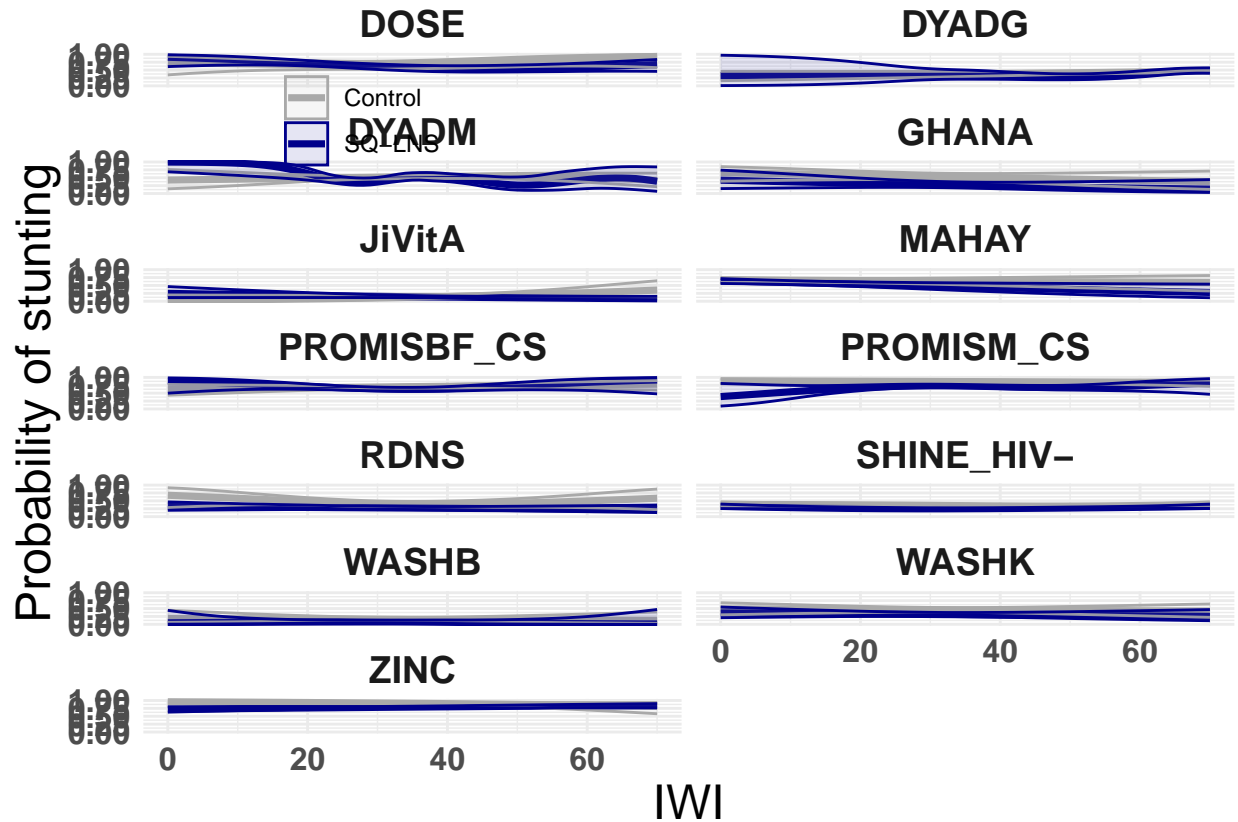 DOSE DYADG
Control
SQ-LNS
DYADM GHANA
JiVitA MAHAY
PROMISBF_CS PROMISM_CS
RDNS SHINE_HIV−
WASHB WASHK
ZINC
0 20 40 60
0 20 40 60
Probability of stunting
IWI